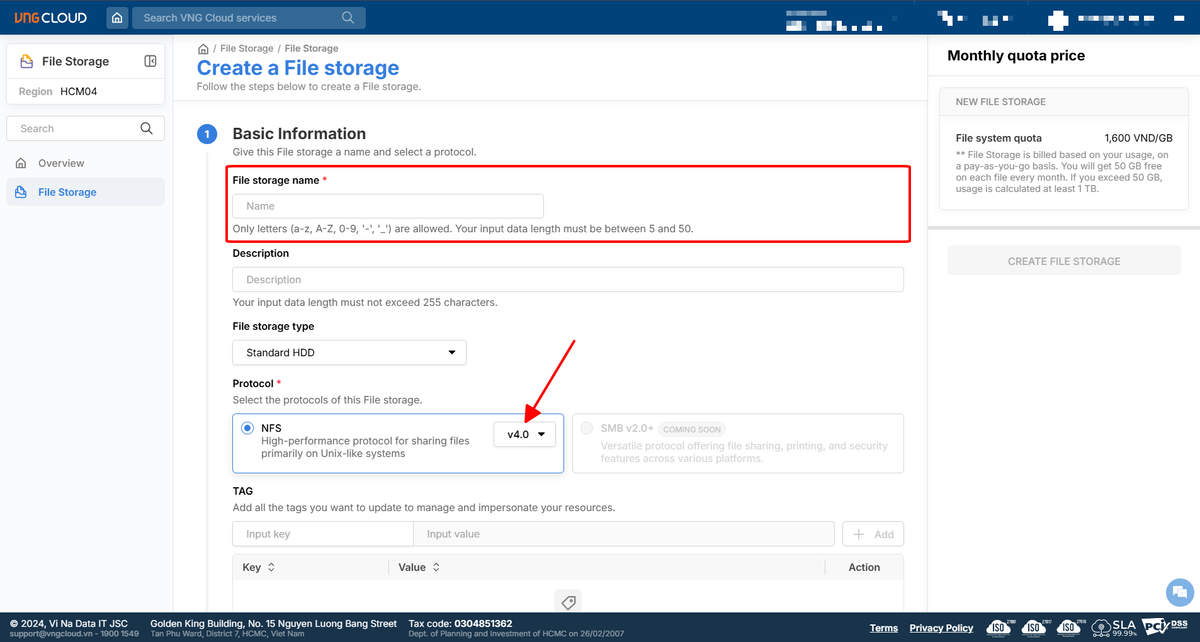 VNG CLOUD
Search VNG Cloud services
File Storage
Region HCM04
Search
Overview
File Storage
/ File Storage / File Storage
Create a File storage
Follow the steps below to create a File storage.
1
Basic Information
Give this File storage a name and select a protocol.
File storage name *
Name
Only letters (a-z, A-Z, 0-9, '-', '_') are allowed. Your input data length must be between 5 and 50.
Description
Description
Your input data length must not exceed 255 characters.
File storage type
Standard HDD
Protocol *
Select the protocols of this File storage.
NFS
High-performance protocol for sharing files
primarily on Unix-like systems
v4.0
SMB v2.0+ COMING SOON
Versatile protocol offering file sharing, printing, and security
features across various platforms.
TAG
Add all the tags you want to update to manage and impersonate your resources.
Input key
Input value
Add
Key
Value
Action
Monthly quota price
NEW FILE STORAGE
File system quota 1,600 VND/GB
** File Storage is billed based on your usage, on
a pay-as-you-go basis. You will get 50 GB free
on each file every month. If you exceed 50 GB,
usage is calculated at least 1 TB.
CREATE FILE STORAGE
© 2024, Vi Na Data IT JSC
support@vngcloud.vn - 1900 1549
Golden King Building, No. 15 Nguyen Luong Bang Street
Tan Phu Ward, District 7, HCMC, Viet Nam
Tax code: 0304851362
Dept. of Planning and Investment of HCMC on 26/02/2007
Terms
Privacy Policy
ISO
ISO
ISO
SLA
99.99%
PCI DSS